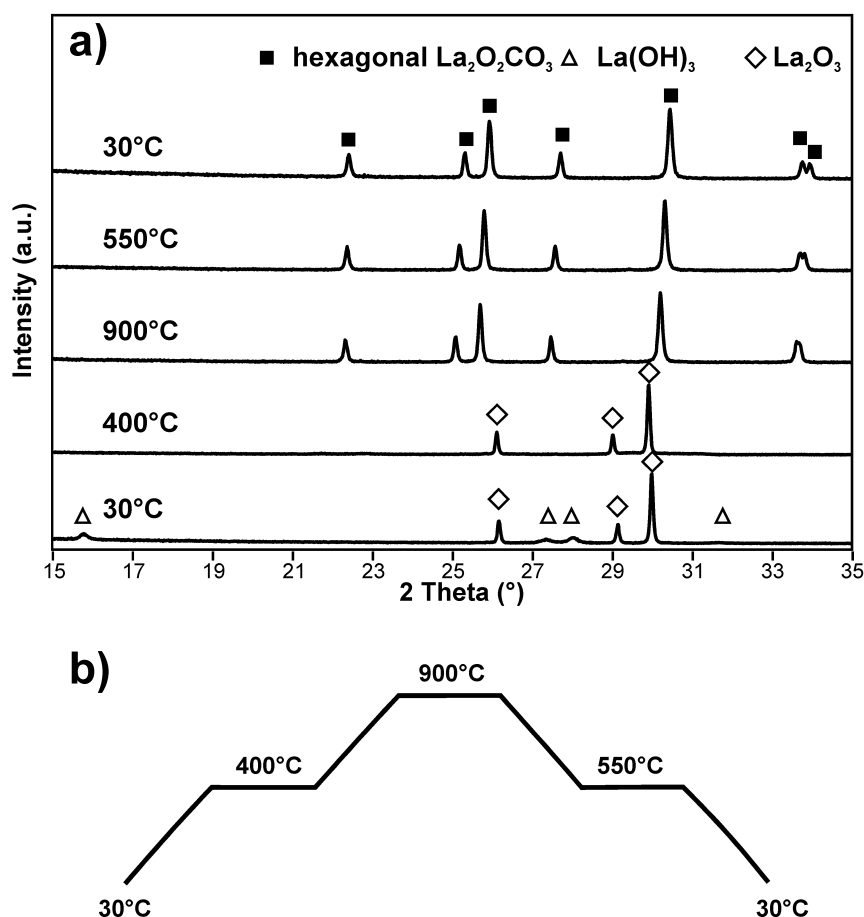 a)
■ hexagonal La₂O₂CO₃ △ La(OH)₃ ◇ La₂O₃
30°C
550°C
900°C
400°C
30°C
Intensity (a.u.)
15 17 19 21 23 25 27 29 31 33 35
2 Theta (°)
b)
900°C
400°C 550°C
30°C 30°C